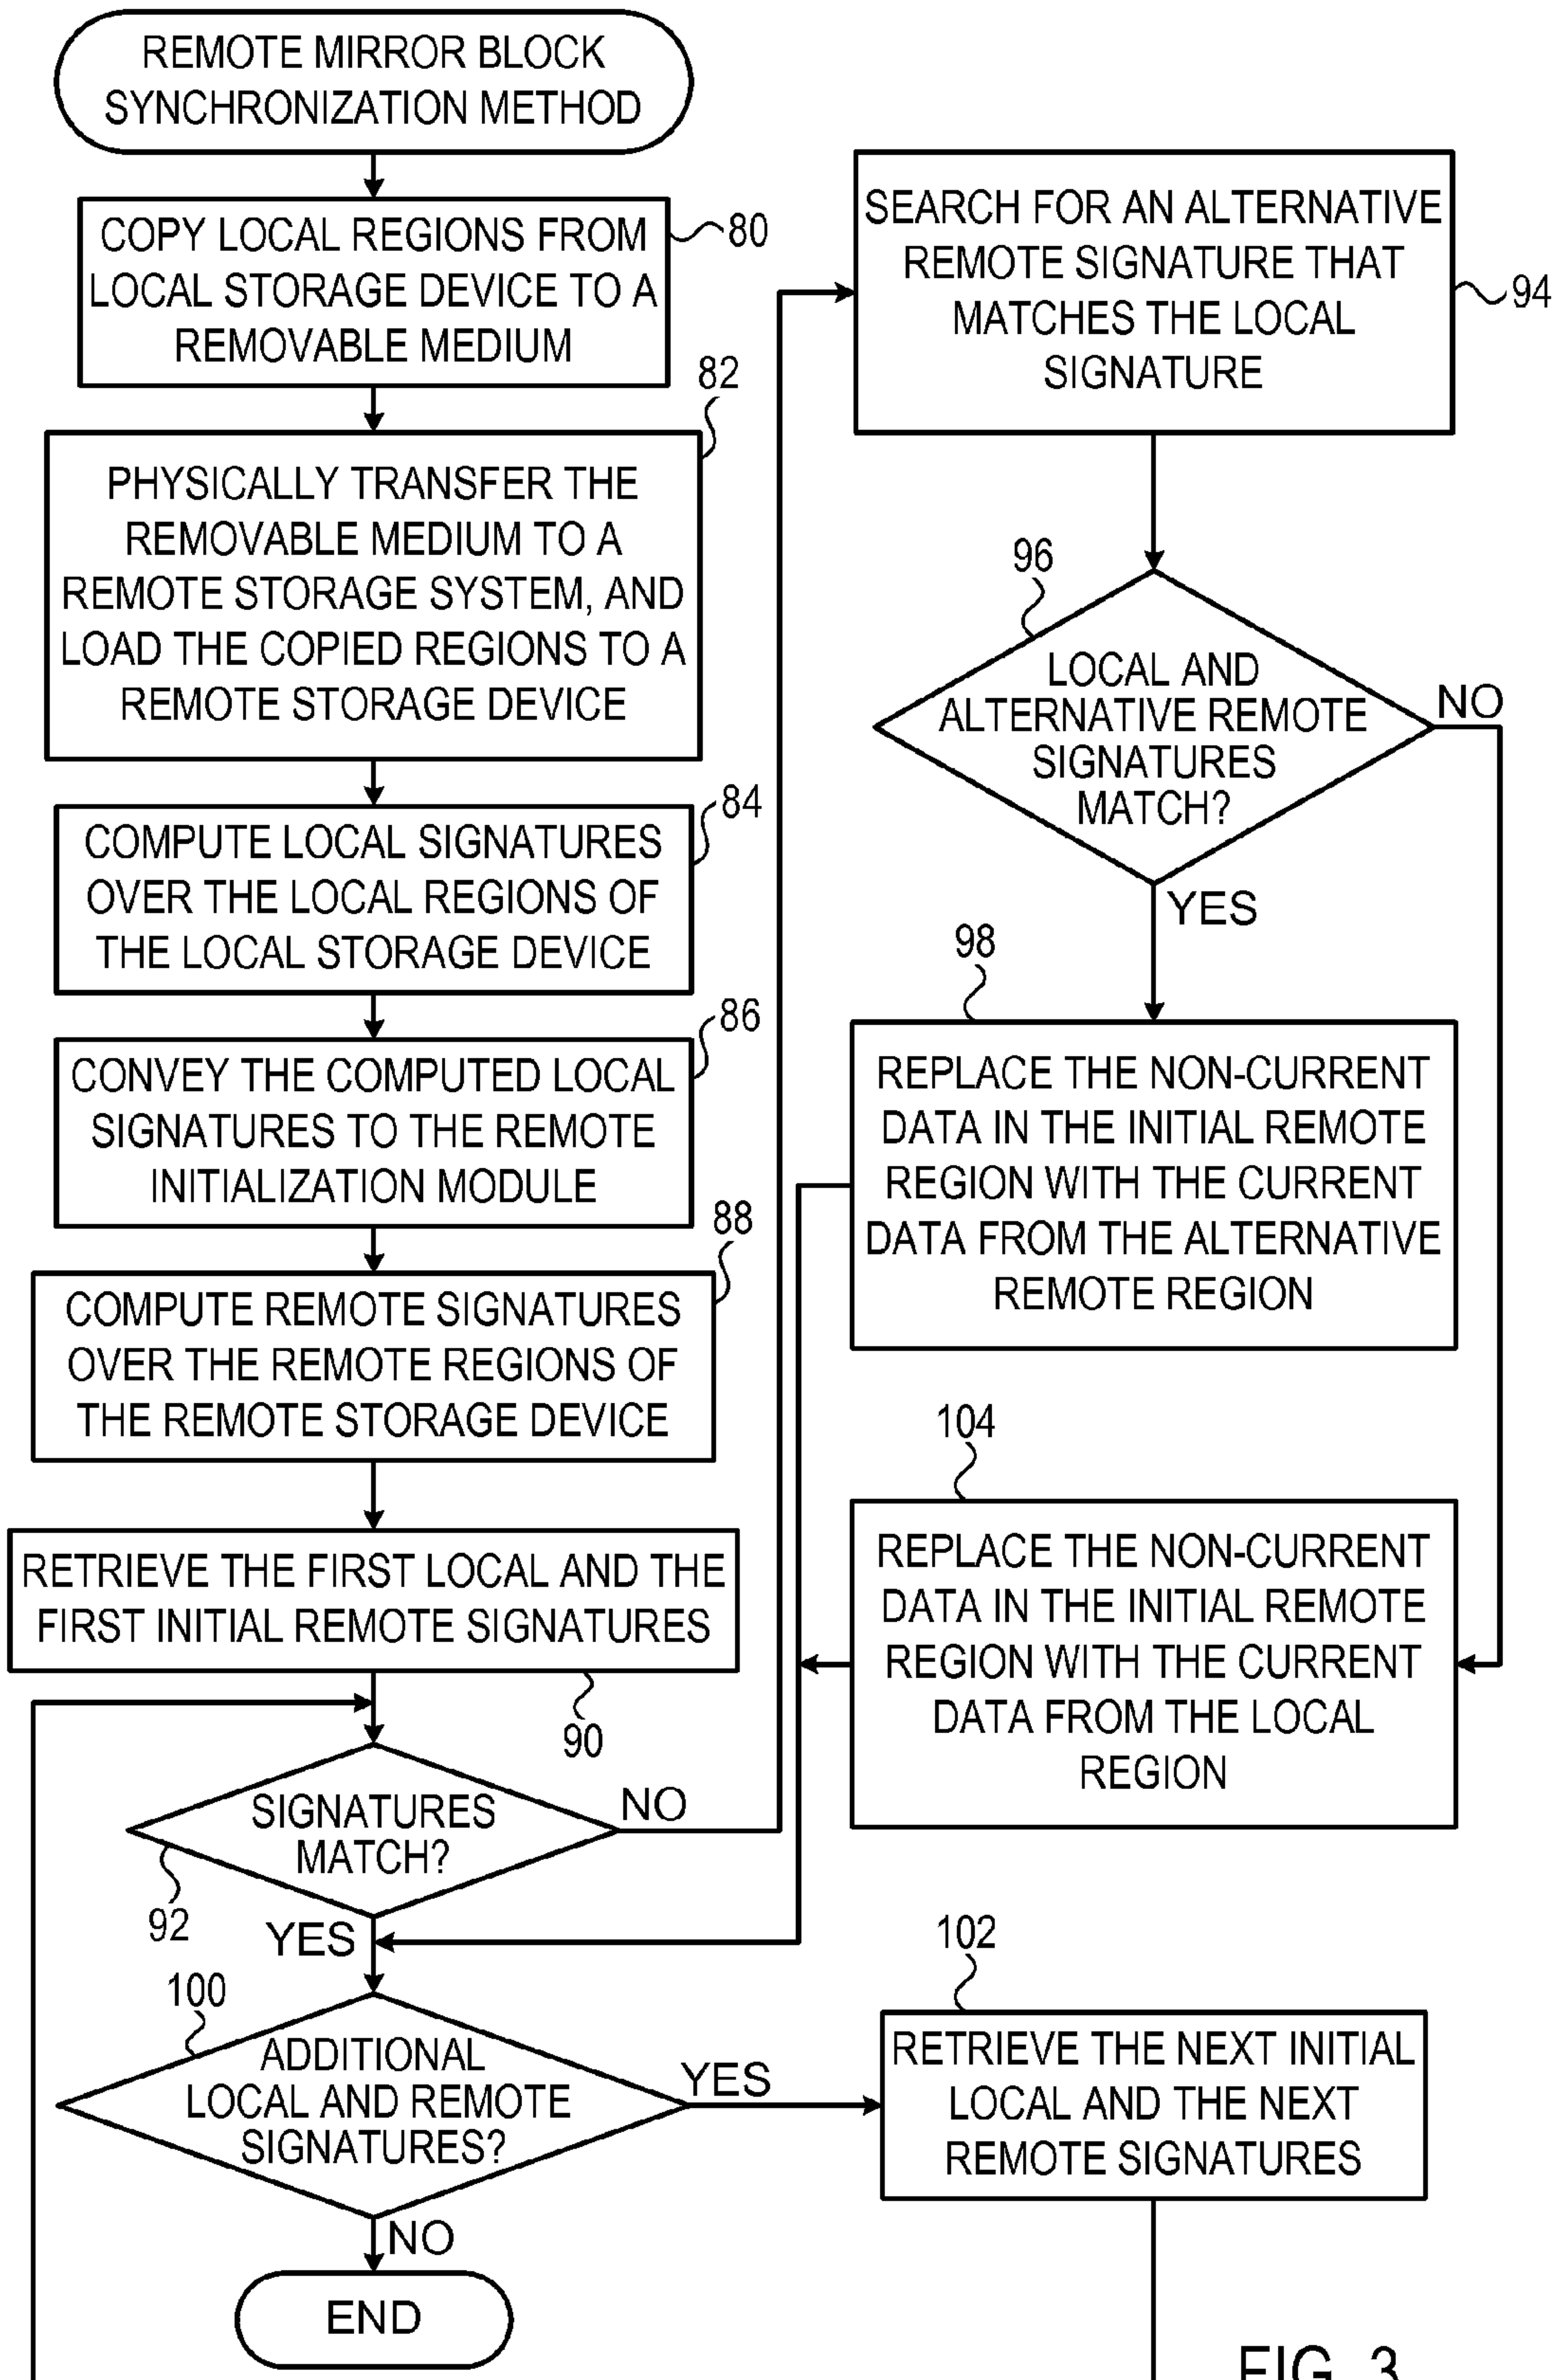 REMOTE MIRROR BLOCK
SYNCHRONIZATION METHOD
COPY LOCAL REGIONS FROM
LOCAL STORAGE DEVICE TO A
REMOVABLE MEDIUM
80
PHYSICALLY TRANSFER THE
REMOVABLE MEDIUM TO A
REMOTE STORAGE SYSTEM, AND
LOAD THE COPIED REGIONS TO A
REMOTE STORAGE DEVICE
82
COMPUTE LOCAL SIGNATURES
OVER THE LOCAL REGIONS OF
THE LOCAL STORAGE DEVICE
84
CONVEY THE COMPUTED LOCAL
SIGNATURES TO THE REMOTE
INITIALIZATION MODULE
86
COMPUTE REMOTE SIGNATURES
OVER THE REMOTE REGIONS OF
THE REMOTE STORAGE DEVICE
88
RETRIEVE THE FIRST LOCAL AND THE
FIRST INITIAL REMOTE SIGNATURES
90
SIGNATURES
MATCH?
NO
92
YES
100
ADDITIONAL
LOCAL AND REMOTE
SIGNATURES?
YES
NO
END
SEARCH FOR AN ALTERNATIVE
REMOTE SIGNATURE THAT
MATCHES THE LOCAL
SIGNATURE
94
96
LOCAL AND
ALTERNATIVE REMOTE
SIGNATURES
MATCH?
NO
YES
98
REPLACE THE NON-CURRENT
DATA IN THE INITIAL REMOTE
REGION WITH THE CURRENT
DATA FROM THE ALTERNATIVE
REMOTE REGION
104
REPLACE THE NON-CURRENT
DATA IN THE INITIAL REMOTE
REGION WITH THE CURRENT
DATA FROM THE LOCAL
REGION
102
RETRIEVE THE NEXT INITIAL
LOCAL AND THE NEXT
REMOTE SIGNATURES
FIG. 3